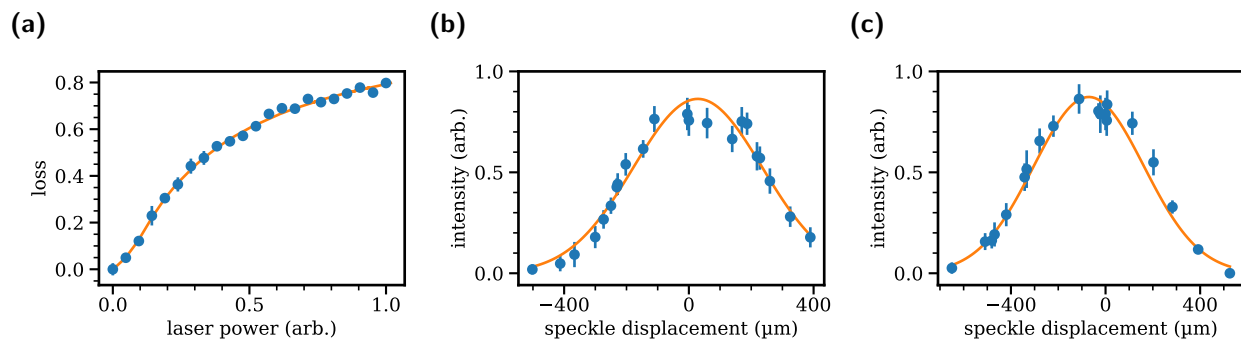 (a)
loss
0.8
0.6
0.4
0.2
0.0
0.0
0.5
1.0
laser power (arb.)
(b)
intensity (arb.)
1.0
0.5
0.0
−400
0
400
speckle displacement (µm)
(c)
intensity (arb.)
1.0
0.5
0.0
−400
0
400
speckle displacement (µm)